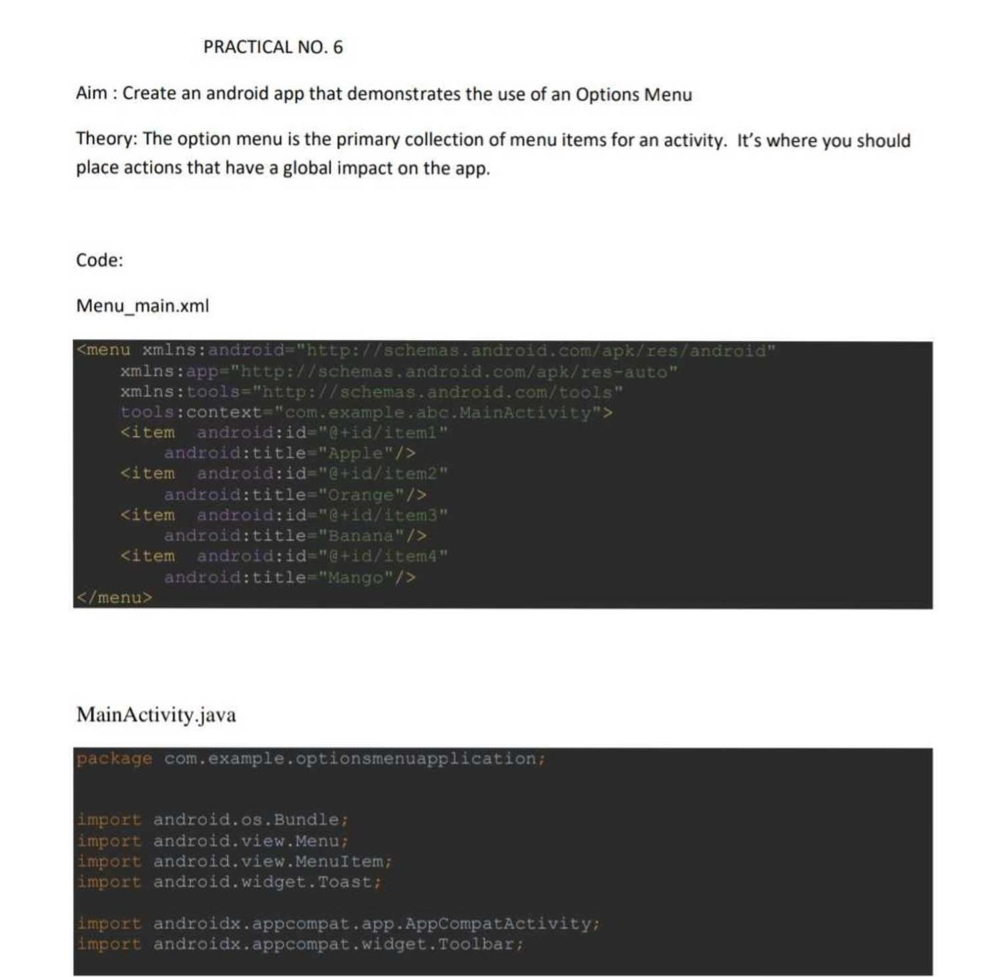 PRACTICAL NO. 6
Aim : Create an android app that demonstrates the use of an Options Menu
Theory: The option menu is the primary collection of menu items for an activity.  It's where you should
place actions that have a global impact on the app.
Code:
Menu_main.xml
<menu xmlns:android="http://schemas.android.com/apk/res/android"
    xmlns:app="http://schemas.android.com/apk/res-auto"
    xmlns:tools="http://schemas.android.com/tools"
    tools:context="com.example.abc.MainActivity">
    <item  android:id="@+id/item1"
        android:title="Apple"/>
    <item  android:id="@+id/item2"
        android:title="Orange"/>
    <item  android:id="@+id/item3"
        android:title="Banana"/>
    <item  android:id="@+id/item4"
        android:title="Mango"/>
</menu>
MainActivity.java
package com.example.optionsmenuapplication;
import android.os.Bundle;
import android.view.Menu;
import android.view.MenuItem;
import android.widget.Toast;
import androidx.appcompat.app.AppCompatActivity;
import androidx.appcompat.widget.Toolbar;